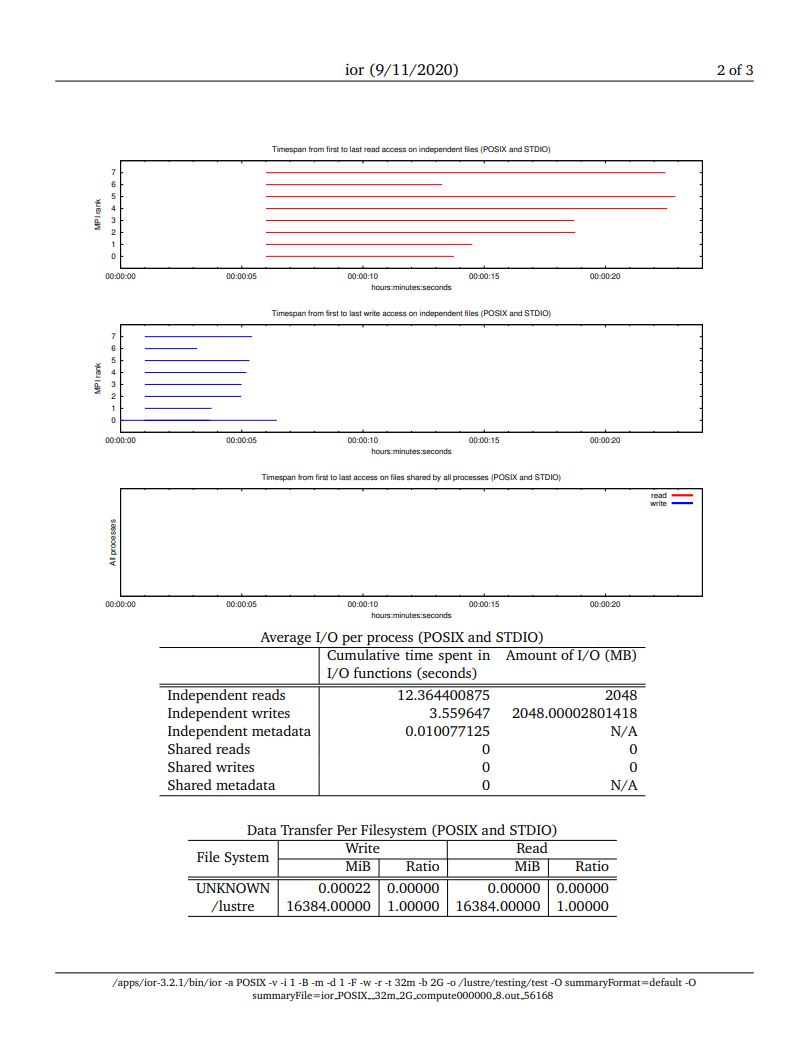 ior (9/11/2020)
2 of 3
Timespan from first to last read access on independent files (POSIX and STDIO)
MPI rank
7
6
5
4
3
2
1
0
00:00:00 00:00:05 00:00:10 00:00:15 00:00:20
hours:minutes:seconds
Timespan from first to last write access on independent files (POSIX and STDIO)
MPI rank
7
6
5
4
3
2
1
0
00:00:00 00:00:05 00:00:10 00:00:15 00:00:20
hours:minutes:seconds
Timespan from first to last access on files shared by all processes (POSIX and STDIO)
All processes
read
write
00:00:00 00:00:05 00:00:10 00:00:15 00:00:20
hours:minutes:seconds
Average I/O per process (POSIX and STDIO)
Cumulative time spent in Amount of I/O (MB)
I/O functions (seconds)
Independent reads 12.364400875 2048
Independent writes 3.559647 2048.00002801418
Independent metadata 0.010077125 N/A
Shared reads 0 0
Shared writes 0 0
Shared metadata 0 N/A
Data Transfer Per Filesystem (POSIX and STDIO)
File System Write Read
MiB Ratio MiB Ratio
UNKNOWN 0.00022 0.00000 0.00000 0.00000
/lustre 16384.00000 1.00000 16384.00000 1.00000
/apps/ior-3.2.1/bin/ior -a POSIX -v -i 1 -B -m -d 1 -F -w -r -t 32m -b 2G -o /lustre/testing/test -O summaryFormat=default -O
summaryFile=ior_POSIX_-_32m_2G_compute000000_8.out_56168